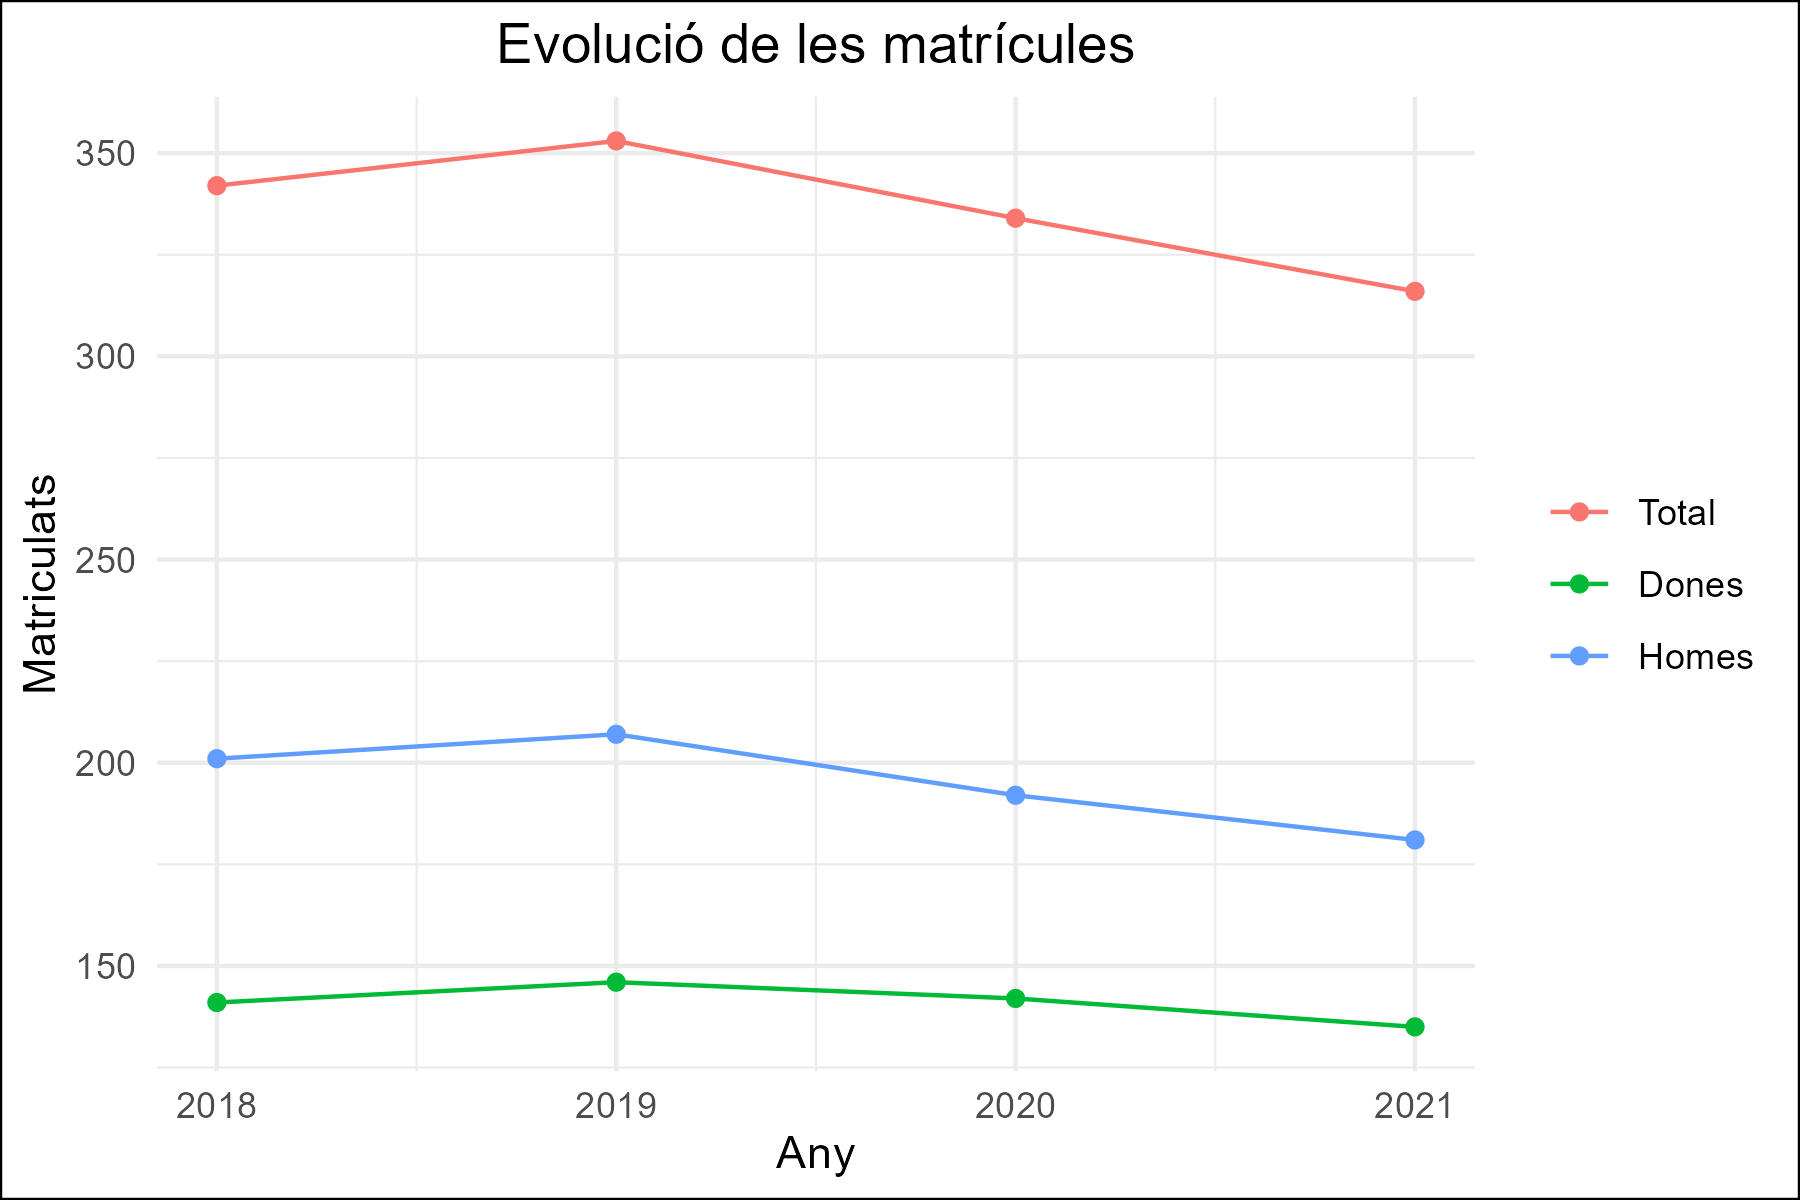 Evolució de les matrícules
Matriculats
350
300
250
200
150
2018
2019
2020
2021
Any
Total
Dones
Homes